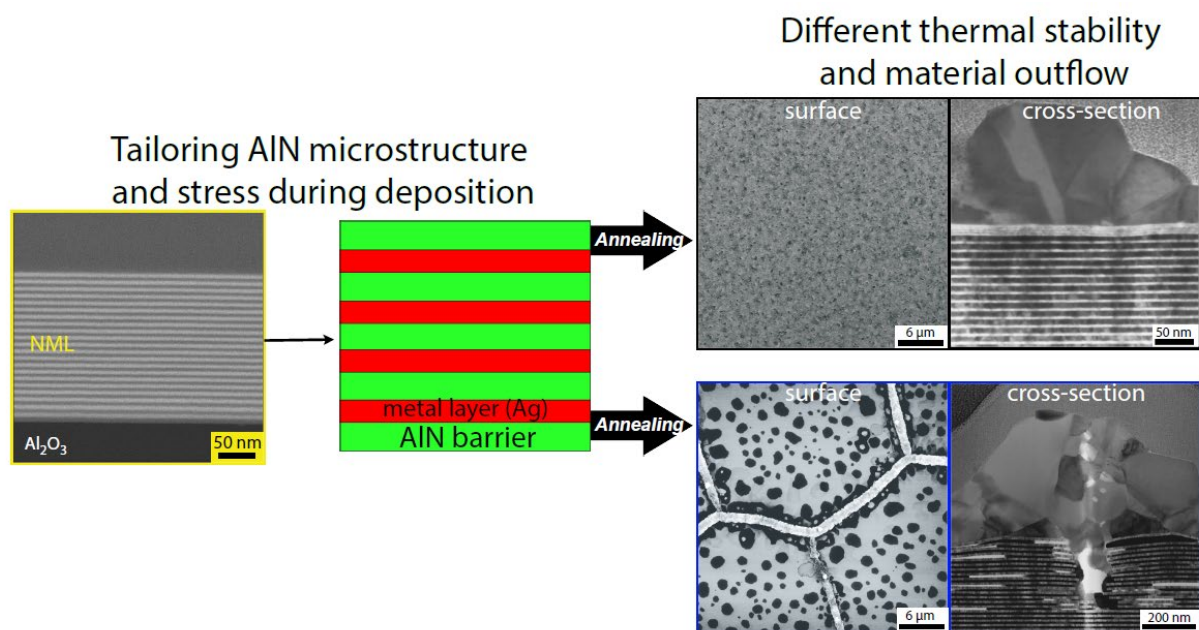 Different thermal stability
and material outflow
Tailoring AlN microstructure
and stress during deposition
NML
Al₂O₃
50 nm
metal layer (Ag)
AlN barrier
Annealing
Annealing
surface
6 µm
cross-section
50 nm
surface
6 µm
cross-section
200 nm